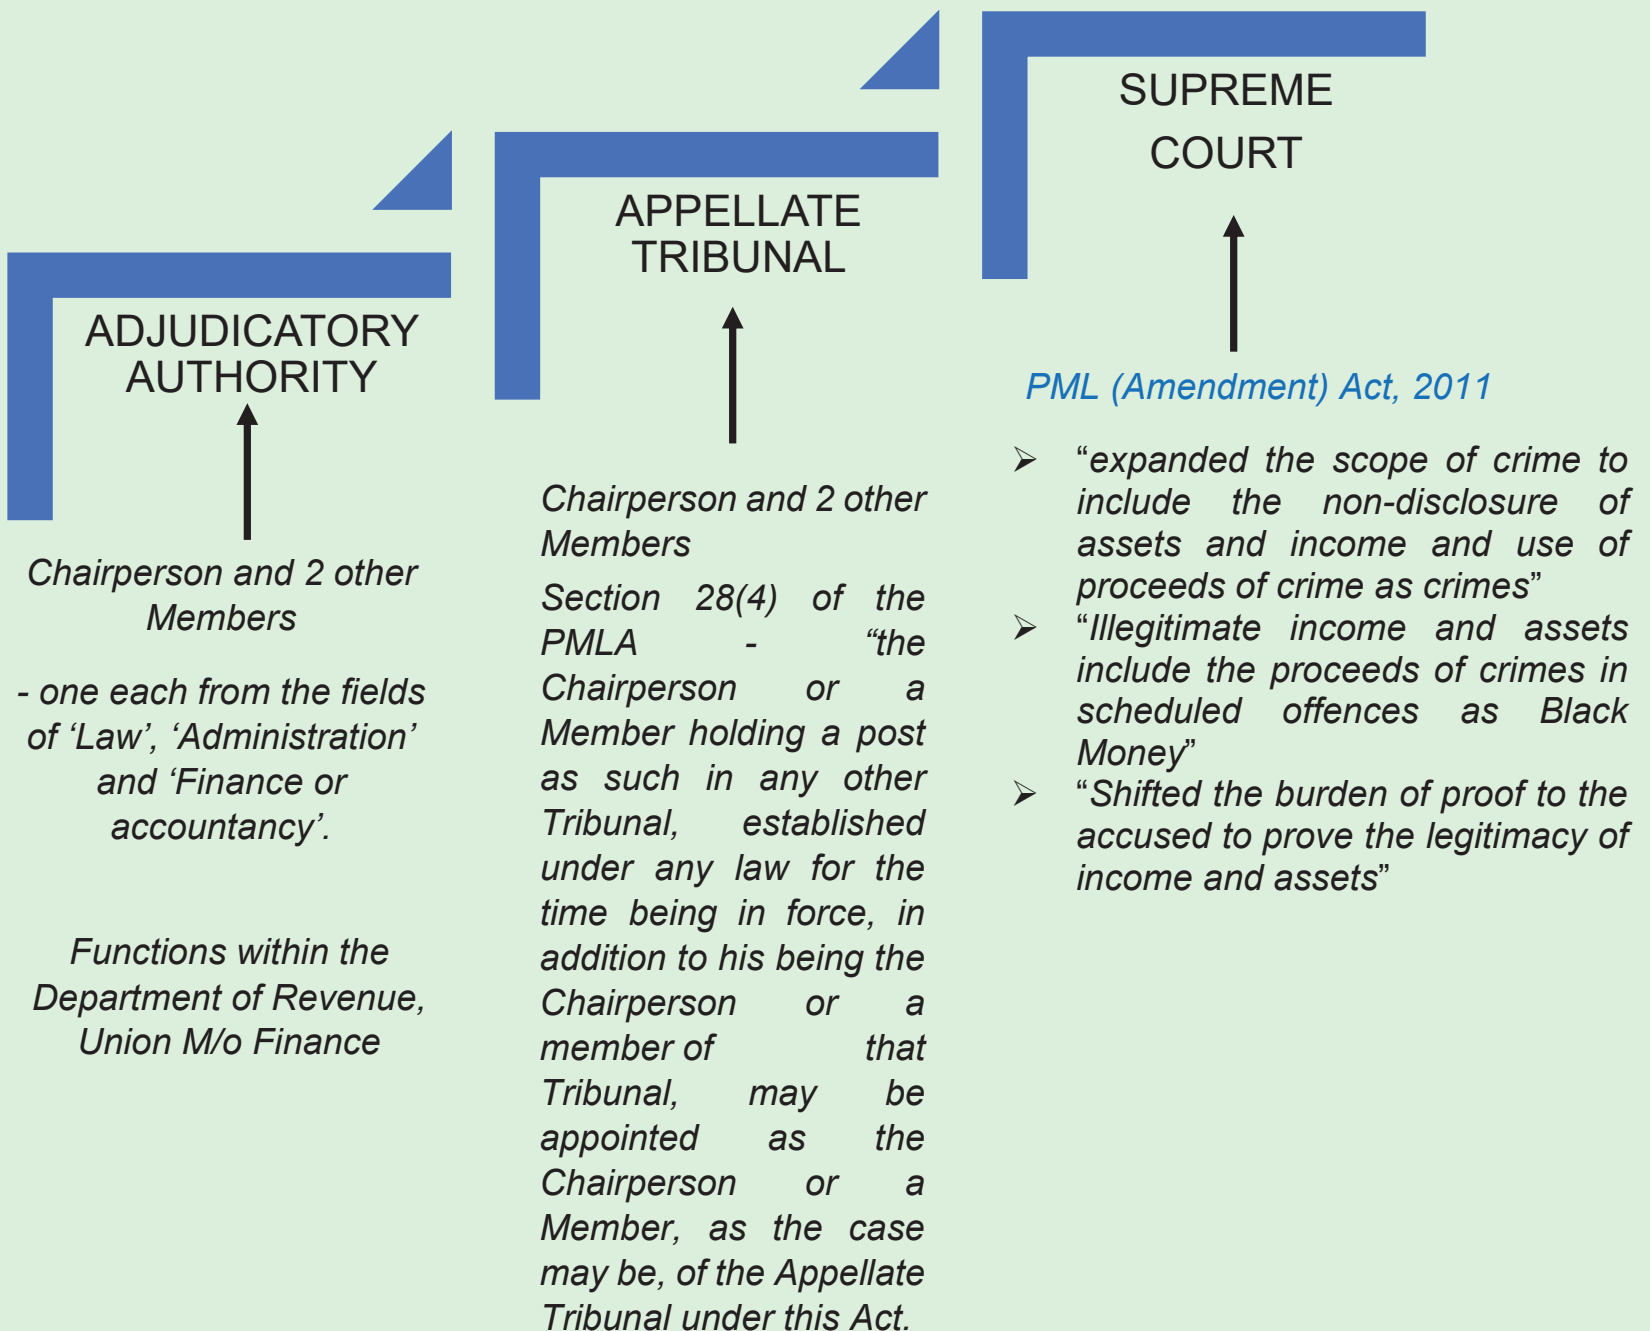 ADJUDICATORY
AUTHORITY
Chairperson and 2 other
Members
- one each from the fields
of ‘Law’, ‘Administration’
and ‘Finance or
accountancy’.
Functions within the
Department of Revenue,
Union M/o Finance
APPELLATE
TRIBUNAL
Chairperson and 2 other
Members
Section 28(4) of the
PMLA - “the
Chairperson or a
Member holding a post
as such in any other
Tribunal, established
under any law for the
time being in force, in
addition to his being the
Chairperson or a
member of that
Tribunal, may be
appointed as the
Chairperson or a
Member, as the case
may be, of the Appellate
Tribunal under this Act.
SUPREME
COURT
PML (Amendment) Act, 2011
➢ “expanded the scope of crime to
include the non-disclosure of
assets and income and use of
proceeds of crime as crimes”
➢ “Illegitimate income and assets
include the proceeds of crimes in
scheduled offences as Black
Money”
➢ “Shifted the burden of proof to the
accused to prove the legitimacy of
income and assets”